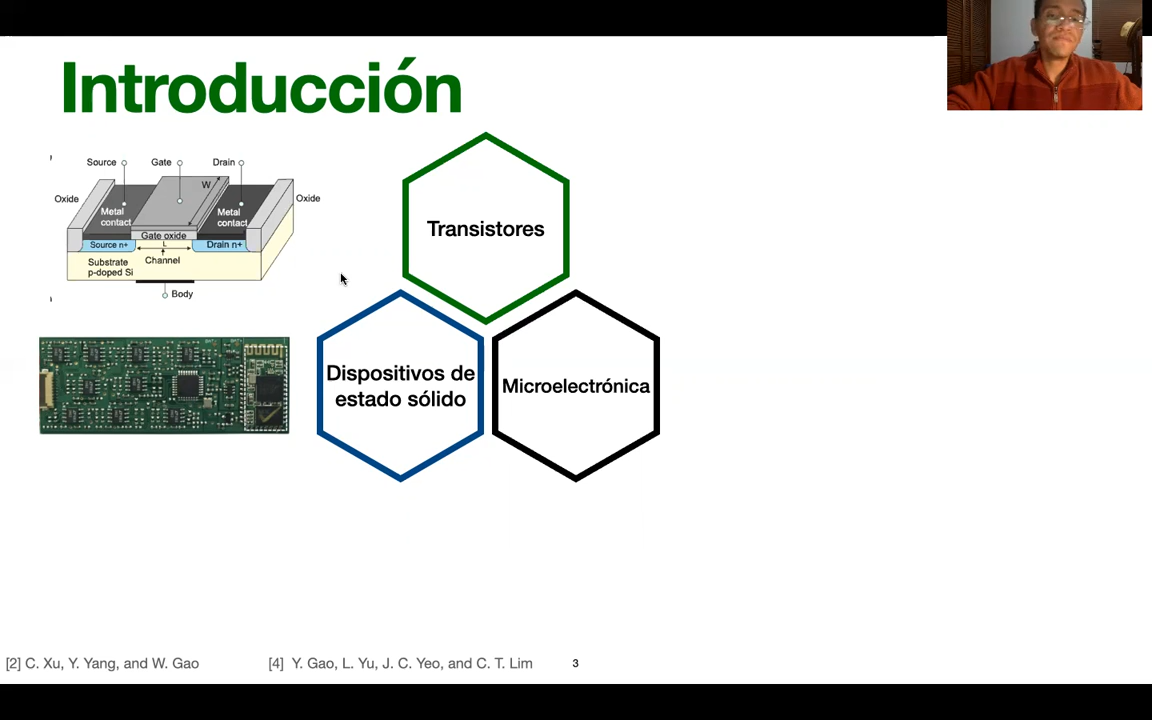 Introducción
Source Gate Drain
Oxide W Oxide
Metal contact
Metal contact
Gate oxide
Source n+ L Drain n+
Channel
Substrate
p-doped Si
Body
Transistores
Dispositivos de
estado sólido
Microelectrónica
[2] C. Xu, Y. Yang, and W. Gao [4] Y. Gao, L. Yu, J. C. Yeo, and C. T. Lim 3